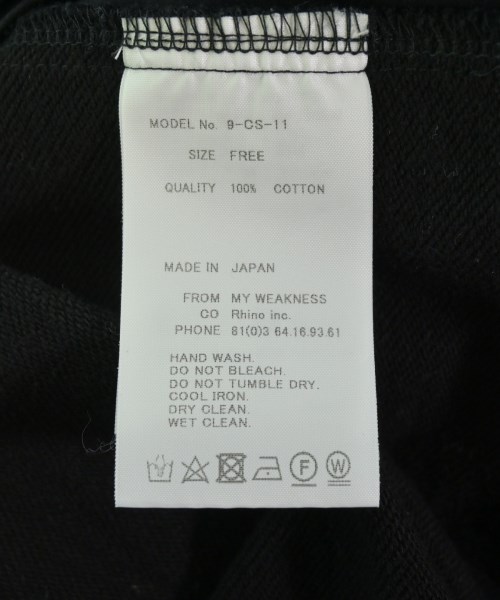 MODEL No. 9-CS-11
SIZE FREE
QUALITY 100% COTTON
MADE IN JAPAN
FROM MY WEAKNESS
CO Rhino inc.
PHONE 81(0)3 64.16.93.61
HAND WASH.
DO NOT BLEACH.
DO NOT TUMBLE DRY.
COOL IRON.
DRY CLEAN.
WET CLEAN.
F W